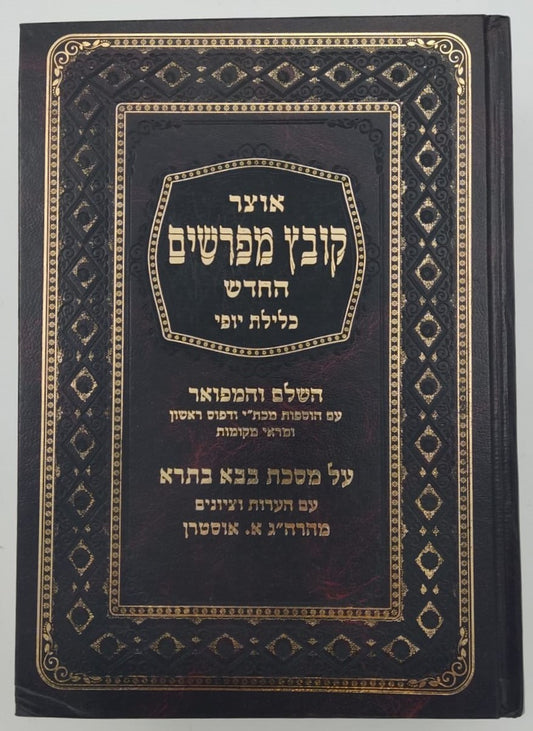 אוצר
קובץ מפרשים
החדש
כלילת יופי
השלם והמפואר
עם הוספות מכת"י ודפוס ראשון
ומראי מקומות
על מסכת בבא בתרא
עם הערות וציונים
מהרה"ג א. אוסטרן